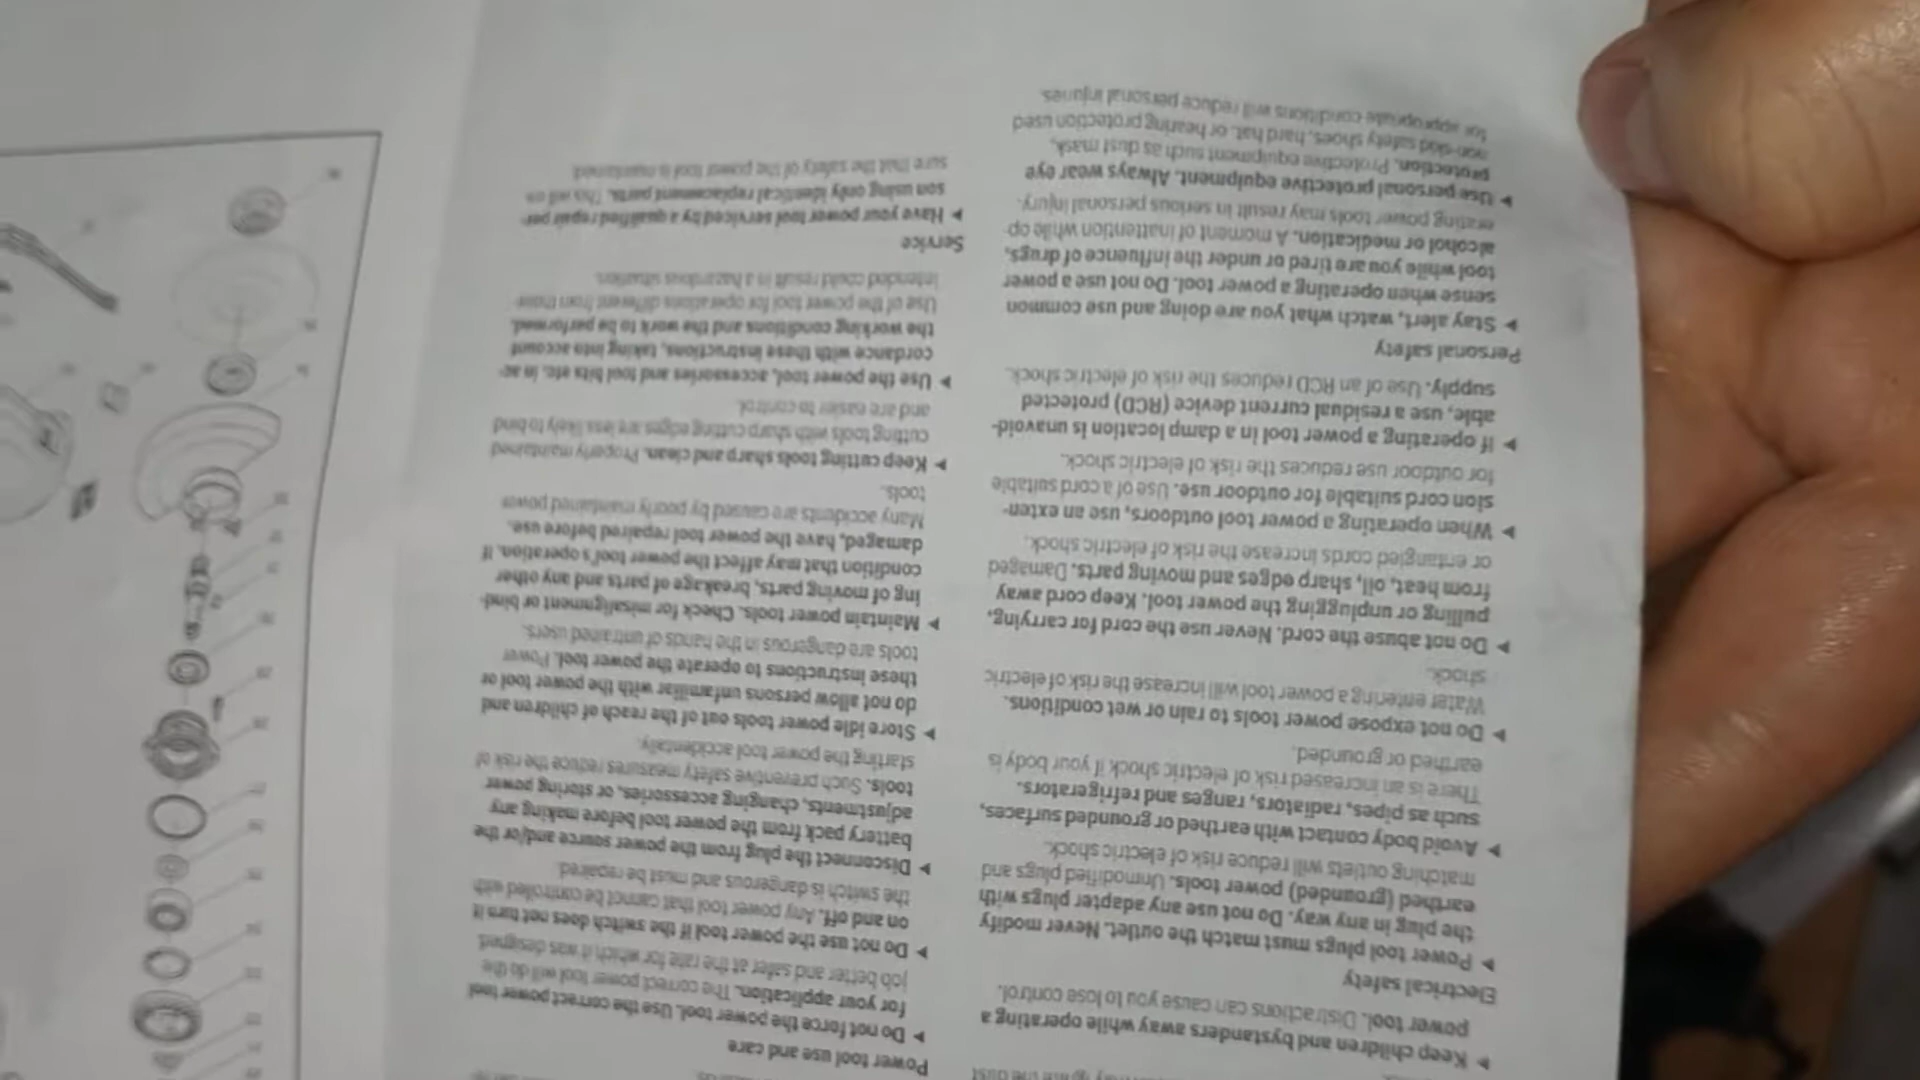 ► Keep children and bystanders away while operating a
power tool. Distractions can cause you to lose control.
Electrical safety
► Power tool plugs must match the outlet. Never modify
the plug in any way. Do not use any adapter plugs with
earthed (grounded) power tools. Unmodified plugs and
matching outlets will reduce risk of electric shock.
► Avoid body contact with earthed or grounded surfaces,
such as pipes, radiators, ranges and refrigerators.
There is an increased risk of electric shock if your body is
earthed or grounded.
► Do not expose power tools to rain or wet conditions.
Water entering a power tool will increase the risk of electric
shock.
► Do not abuse the cord. Never use the cord for carrying,
pulling or unplugging the power tool. Keep cord away
from heat, oil, sharp edges and moving parts. Damaged
or entangled cords increase the risk of electric shock.
► When operating a power tool outdoors, use an exten-
sion cord suitable for outdoor use. Use of a cord suitable
for outdoor use reduces the risk of electric shock.
► If operating a power tool in a damp location is unavoid-
able, use a residual current device (RCD) protected
supply. Use of an RCD reduces the risk of electric shock.
Personal safety
► Stay alert, watch what you are doing and use common
sense when operating a power tool. Do not use a power
tool while you are tired or under the influence of drugs,
alcohol or medication. A moment of inattention while op-
erating power tools may result in serious personal injury.
► Use personal protective equipment. Always wear eye
protection. Protective equipment such as dust mask,
non-skid safety shoes, hard hat, or hearing protection used
for appropriate conditions will reduce personal injuries.
Power tool use and care
► Do not force the power tool. Use the correct power tool
for your application. The correct power tool will do the
job better and safer at the rate for which it was designed.
► Do not use the power tool if the switch does not turn it
on and off. Any power tool that cannot be controlled with
the switch is dangerous and must be repaired.
► Disconnect the plug from the power source and/or the
battery pack from the power tool before making any
adjustments, changing accessories, or storing power
tools. Such preventive safety measures reduce the risk of
starting the power tool accidentally.
► Store idle power tools out of the reach of children and
do not allow persons unfamiliar with the power tool or
these instructions to operate the power tool. Power
tools are dangerous in the hands of untrained users.
► Maintain power tools. Check for misalignment or bind-
ing of moving parts, breakage of parts and any other
condition that may affect the power tool's operation. If
damaged, have the power tool repaired before use.
Many accidents are caused by poorly maintained power
tools.
► Keep cutting tools sharp and clean. Properly maintained
cutting tools with sharp cutting edges are less likely to bind
and are easier to control.
► Use the power tool, accessories and tool bits etc. in ac-
cordance with these instructions, taking into account
the working conditions and the work to be performed.
Use of the power tool for operations different from those
intended could result in a hazardous situation.
Service
► Have your power tool serviced by a qualified repair per-
son using only identical replacement parts. This will en-
sure that the safety of the power tool is maintained.